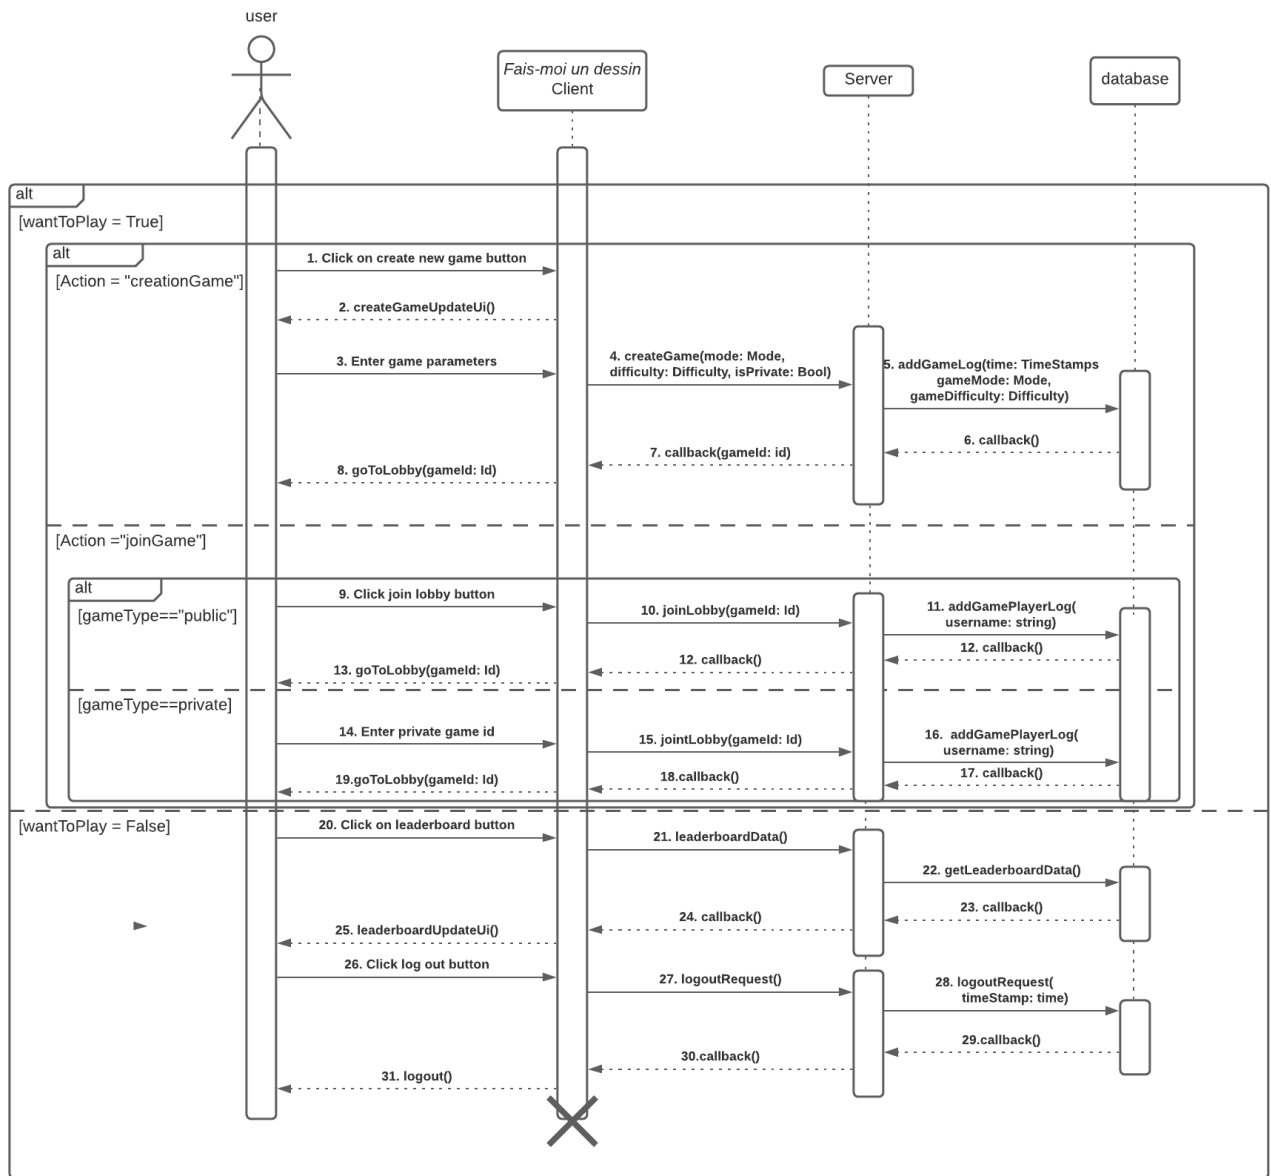 user
Fais-moi un dessin
Client
Server
database
alt
[wantToPlay = True]
alt
[Action = "creationGame"]
1. Click on create new game button
2. createGameUpdateUi()
3. Enter game parameters
4. createGame(mode: Mode,
difficulty: Difficulty, isPrivate: Bool)
5. addGameLog(time: TimeStamps
gameMode: Mode,
gameDifficulty: Difficulty)
6. callback()
7. callback(gameId: id)
8. goToLobby(gameId: Id)
[Action ="joinGame"]
alt
[gameType=="public"]
9. Click join lobby button
10. joinLobby(gameId: Id)
11. addGamePlayerLog(
username: string)
12. callback()
12. callback()
13. goToLobby(gameId: Id)
[gameType==private]
14. Enter private game id
15. jointLobby(gameId: Id)
16. addGamePlayerLog(
username: string)
17. callback()
18.callback()
19.goToLobby(gameId: Id)
[wantToPlay = False]
20. Click on leaderboard button
21. leaderboardData()
22. getLeaderboardData()
23. callback()
24. callback()
25. leaderboardUpdateUi()
26. Click log out button
27. logoutRequest()
28. logoutRequest(
timeStamp: time)
29.callback()
30.callback()
31. logout()